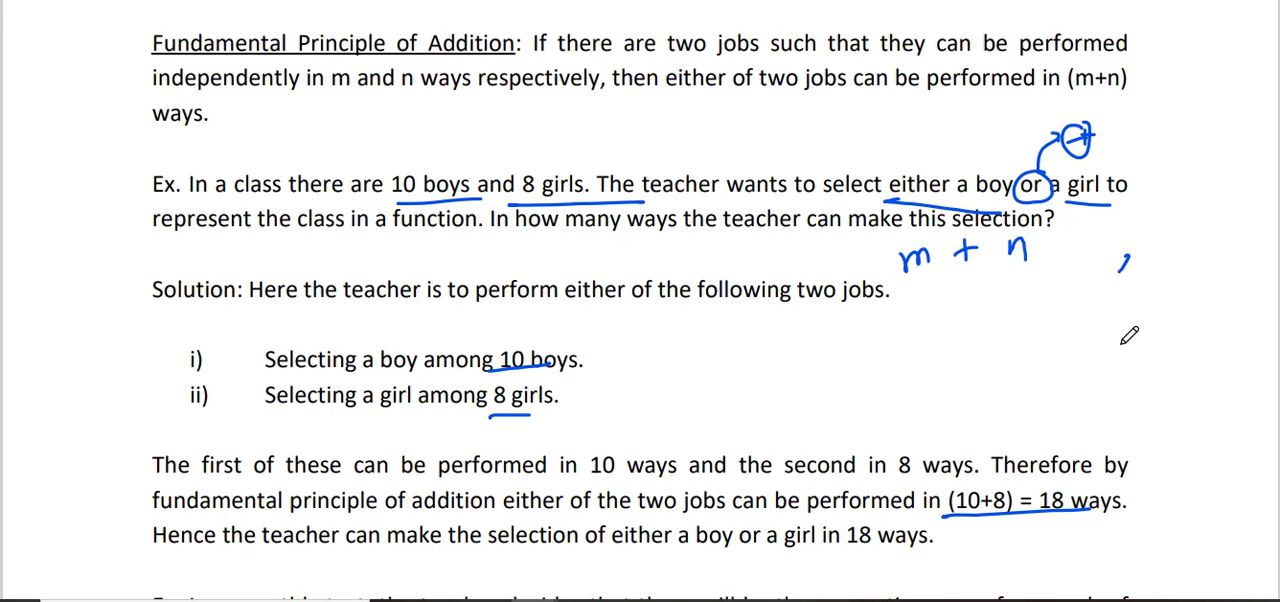 Fundamental Principle of Addition: If there are two jobs such that they can be performed
independently in m and n ways respectively, then either of two jobs can be performed in (m+n)
ways.
+
Ex. In a class there are 10 boys and 8 girls. The teacher wants to select either a boy or a girl to
represent the class in a function. In how many ways the teacher can make this selection?
m + n ,
Solution: Here the teacher is to perform either of the following two jobs.
i) Selecting a boy among 10 boys.
ii) Selecting a girl among 8 girls.
The first of these can be performed in 10 ways and the second in 8 ways. Therefore by
fundamental principle of addition either of the two jobs can be performed in (10+8) = 18 ways.
Hence the teacher can make the selection of either a boy or a girl in 18 ways.